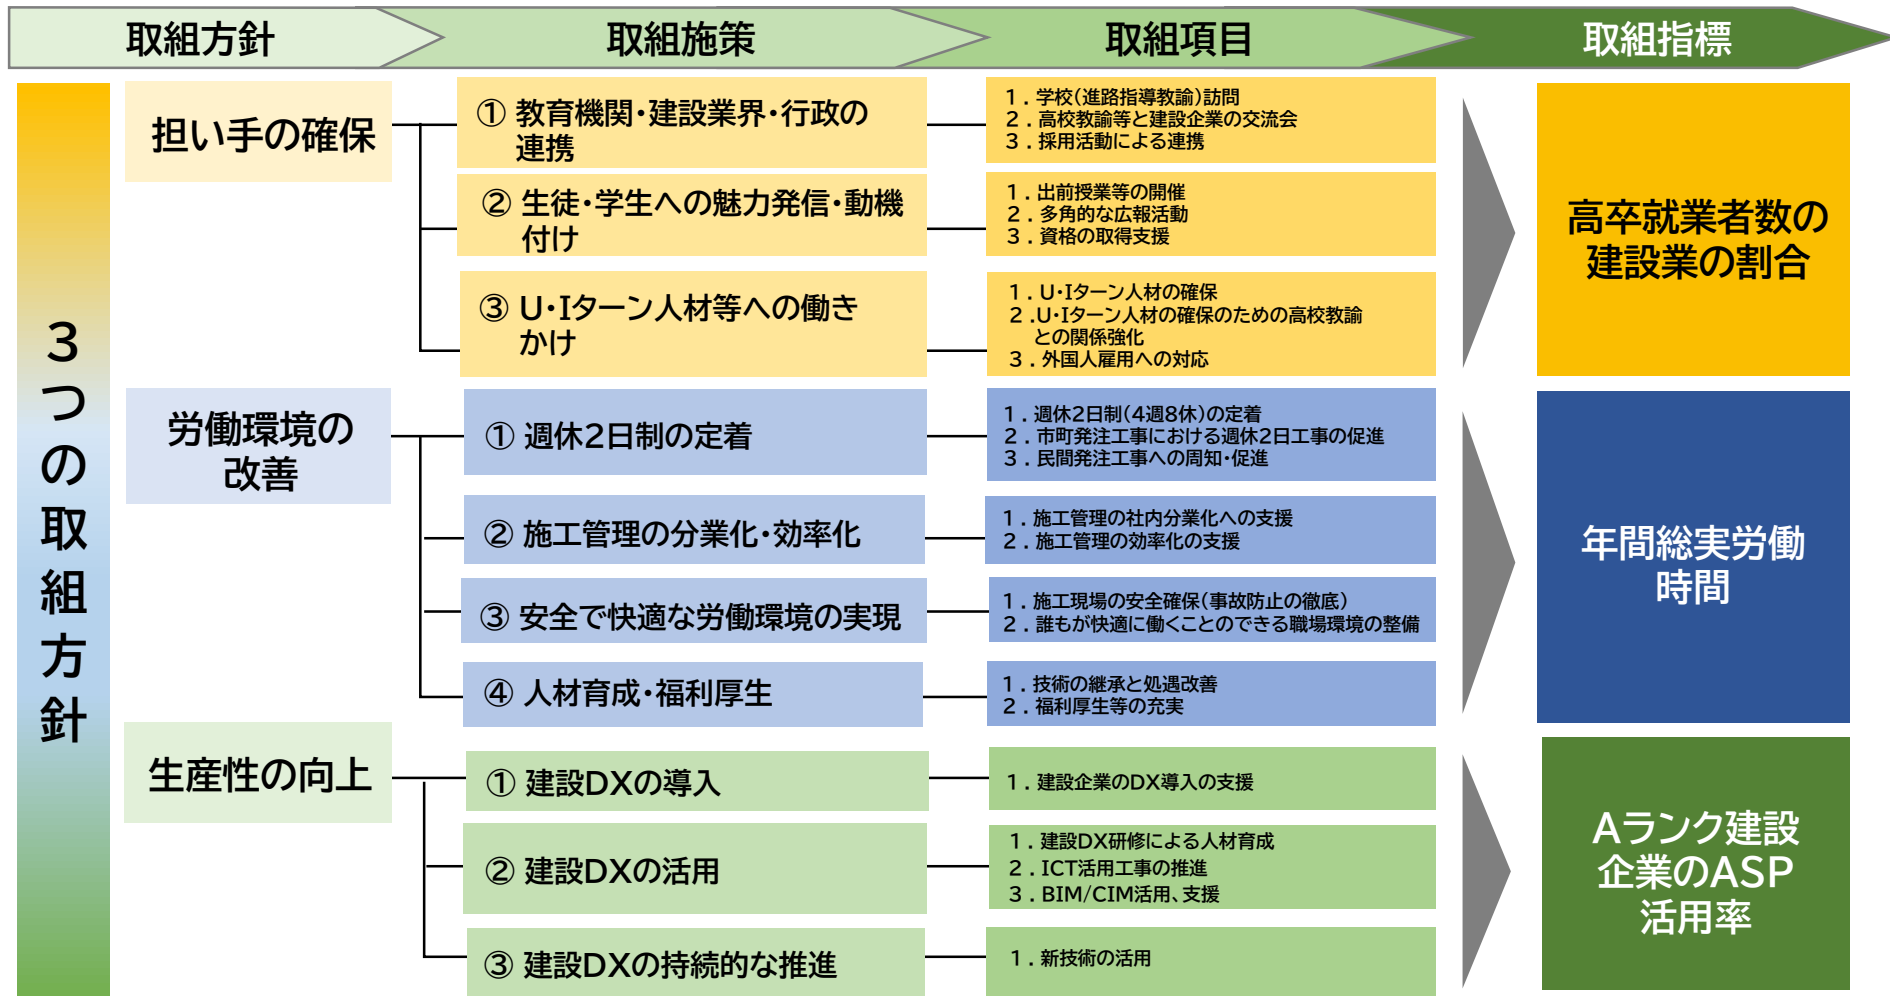 取組方針
取組施策
取組項目
取組指標
3つの取組方針
担い手の確保
① 教育機関・建設業界・行政の
連携
1．学校（進路指導教諭）訪問
2．高校教諭等と建設企業の交流会
3．採用活動による連携
② 生徒・学生への魅力発信・動機
付け
1．出前授業等の開催
2．多角的な広報活動
3．資格の取得支援
③ U・Iターン人材等への働き
かけ
1．U・Iターン人材の確保
2．U・Iターン人材の確保のための高校教諭
との関係強化
3．外国人雇用への対応
高卒就業者数の
建設業の割合
労働環境の
改善
① 週休2日制の定着
1．週休2日制（4週8休）の定着
2．市町発注工事における週休2日工事の促進
3．民間発注工事への周知・促進
② 施工管理の分業化・効率化
1．施工管理の社内分業化への支援
2．施工管理の効率化の支援
③ 安全で快適な労働環境の実現
1．施工現場の安全確保（事故防止の徹底）
2．誰もが快適に働くことのできる職場環境の整備
④ 人材育成・福利厚生
1．技術の継承と処遇改善
2．福利厚生等の充実
年間総実労働
時間
生産性の向上
① 建設DXの導入
1．建設企業のDX導入の支援
② 建設DXの活用
1．建設DX研修による人材育成
2．ICT活用工事の推進
3．BIM/CIM活用、支援
③ 建設DXの持続的な推進
1．新技術の活用
Aランク建設
企業のASP
活用率